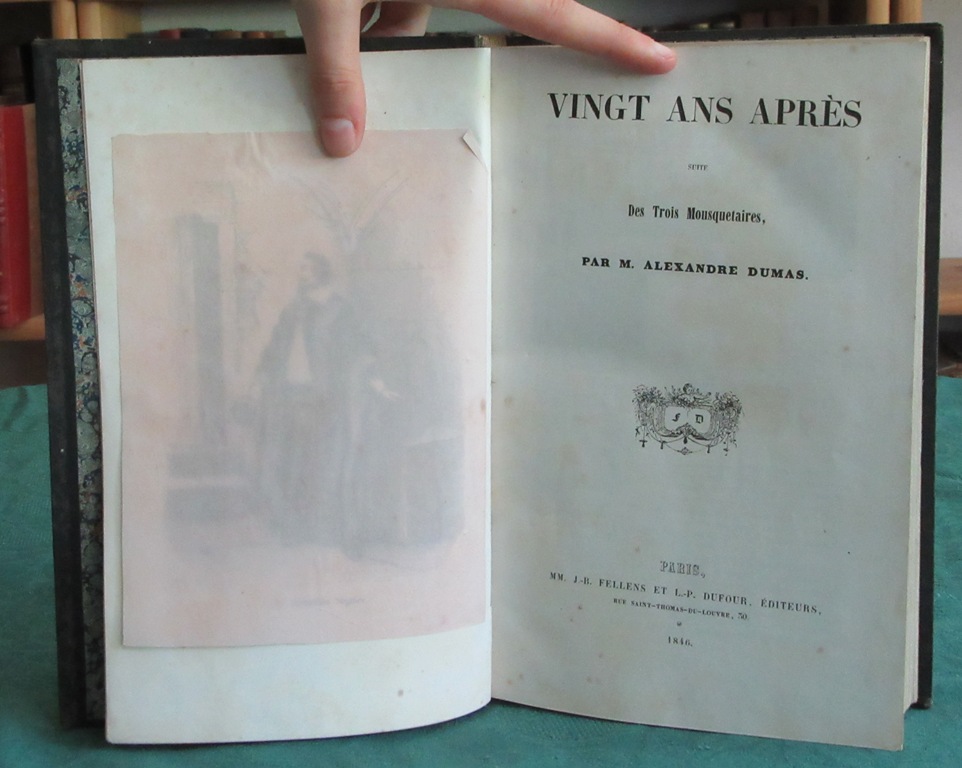 VINGT ANS APRÈS
SUITE
Des Trois Mousquetaires,
PAR M. ALEXANDRE DUMAS.
F D
PARIS,
MM. J.-B. FELLENS ET L.-P. DUFOUR, ÉDITEURS,
RUE SAINT-THOMAS-DU-LOUVRE, 30.
1846.